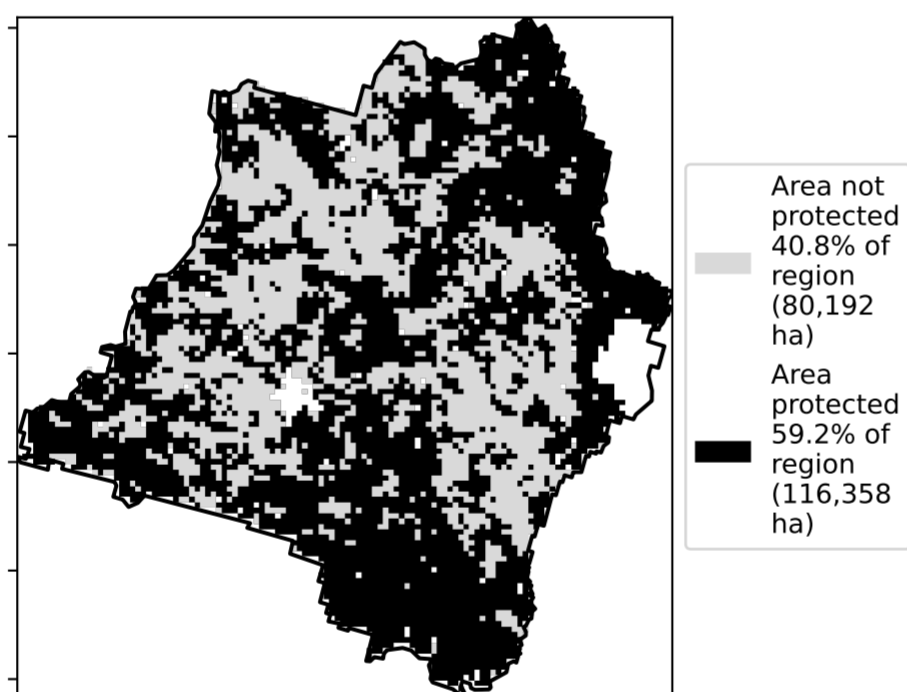 Area not
protected
40.8% of
region
(80,192
ha)
Area
protected
59.2% of
region
(116,358
ha)